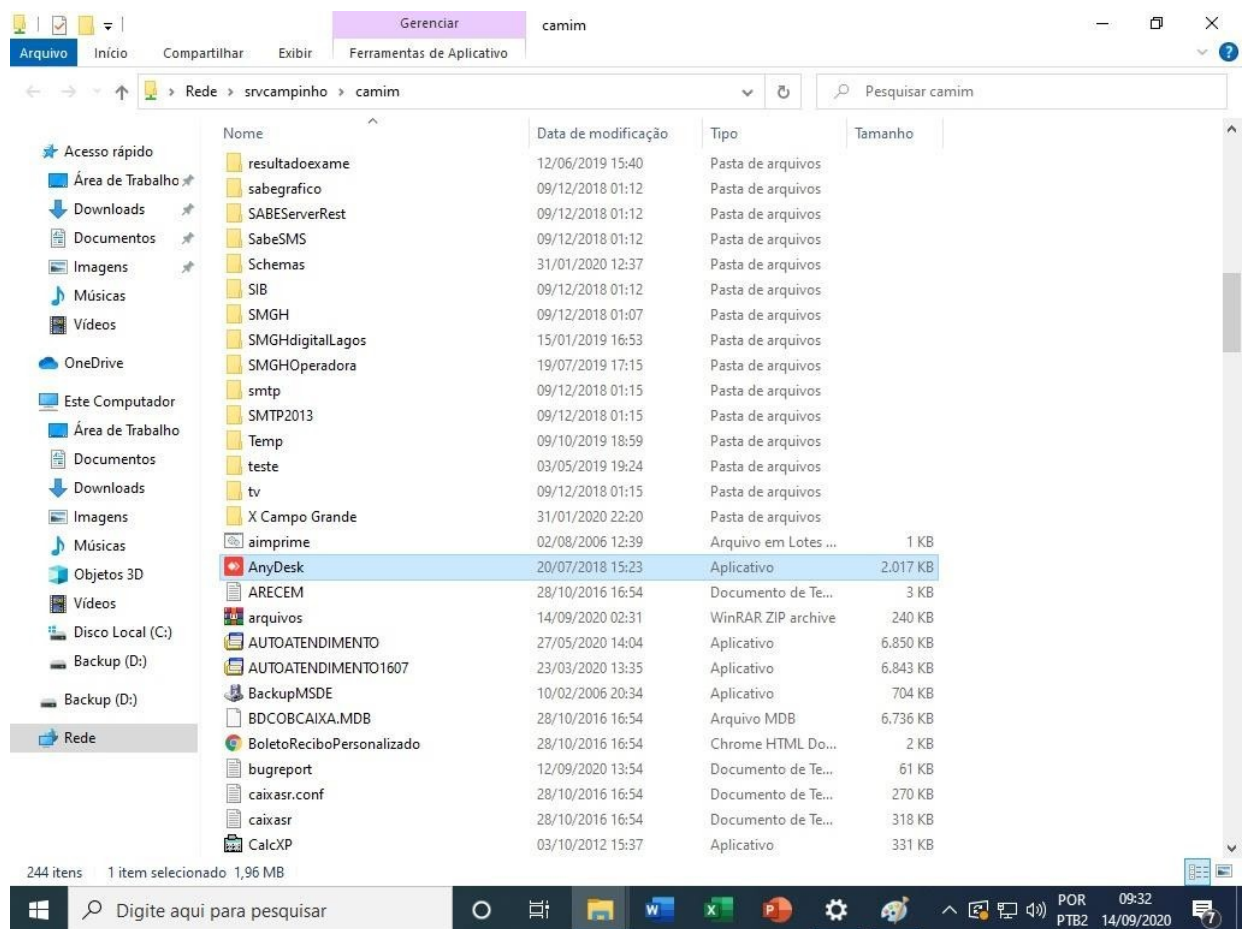 Gerenciar camim
Arquivo Início Compartilhar Exibir Ferramentas de Aplicativo
Rede › srvcampinho › camim Pesquisar camim
Acesso rápido
Área de Trabalho
Downloads
Documentos
Imagens
Músicas
Vídeos
OneDrive
Este Computador
Área de Trabalho
Documentos
Downloads
Imagens
Músicas
Objetos 3D
Vídeos
Disco Local (C:)
Backup (D:)
Backup (D:)
Rede
Nome Data de modificação Tipo Tamanho
resultadoexame 12/06/2019 15:40 Pasta de arquivos
sabegrafico 09/12/2018 01:12 Pasta de arquivos
SABEServerRest 09/12/2018 01:12 Pasta de arquivos
SabeSMS 09/12/2018 01:12 Pasta de arquivos
Schemas 31/01/2020 12:37 Pasta de arquivos
SIB 09/12/2018 01:12 Pasta de arquivos
SMGH 09/12/2018 01:07 Pasta de arquivos
SMGHdigitalLagos 15/01/2019 16:53 Pasta de arquivos
SMGHOperadora 19/07/2019 17:15 Pasta de arquivos
smtp 09/12/2018 01:15 Pasta de arquivos
SMTP2013 09/12/2018 01:15 Pasta de arquivos
Temp 09/10/2019 18:59 Pasta de arquivos
teste 03/05/2019 19:24 Pasta de arquivos
tv 09/12/2018 01:15 Pasta de arquivos
X Campo Grande 31/01/2020 22:20 Pasta de arquivos
aimprime 02/08/2006 12:39 Arquivo em Lotes ... 1 KB
AnyDesk 20/07/2018 15:23 Aplicativo 2.017 KB
ARECEM 28/10/2016 16:54 Documento de Te... 3 KB
arquivos 14/09/2020 02:31 WinRAR ZIP archive 240 KB
AUTOATENDIMENTO 27/05/2020 14:04 Aplicativo 6.850 KB
AUTOATENDIMENTO1607 23/03/2020 13:35 Aplicativo 6.843 KB
BackupMSDE 10/02/2006 20:34 Aplicativo 704 KB
BDCOBCAIXA.MDB 28/10/2016 16:54 Arquivo MDB 6.736 KB
BoletoReciboPersonalizado 28/10/2016 16:54 Chrome HTML Do... 2 KB
bugreport 12/09/2020 13:54 Documento de Te... 61 KB
caixasr.conf 28/10/2016 16:54 Documento de Te... 270 KB
caixasr 28/10/2016 16:54 Documento de Te... 318 KB
CalcXP 03/10/2012 15:37 Aplicativo 331 KB
244 itens 1 item selecionado 1,96 MB
Digite aqui para pesquisar POR 09:32
PTB2 14/09/2020 7